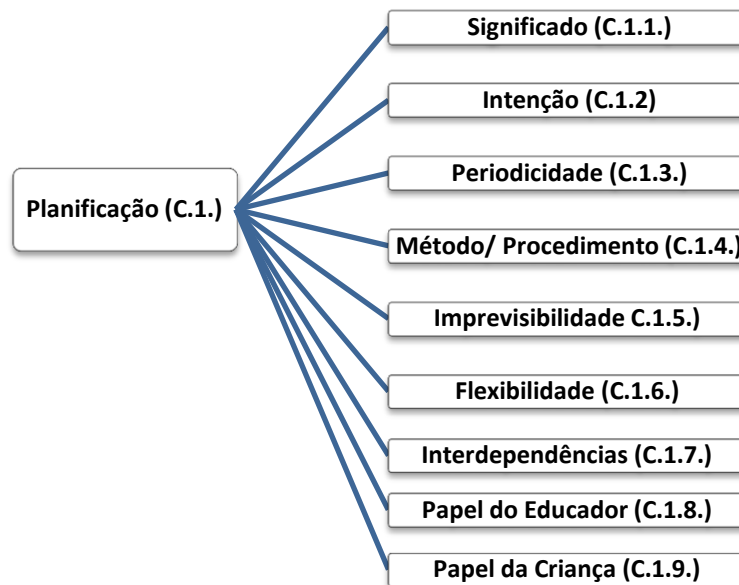 Significado (C.1.1.)
Intenção (C.1.2)
Periodicidade (C.1.3.)
Planificação (C.1.)
Método/ Procedimento (C.1.4.)
Imprevisibilidade C.1.5.)
Flexibilidade (C.1.6.)
Interdependências (C.1.7.)
Papel do Educador (C.1.8.)
Papel da Criança (C.1.9.)